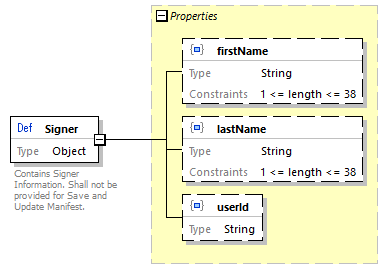 Properties
firstName
Type String
Constraints 1 <= length <= 38
lastName
Type String
Constraints 1 <= length <= 38
userId
Type String
Def Signer
Type Object
Contains Signer
Information. Shall not be
provided for Save and
Update Manifest.